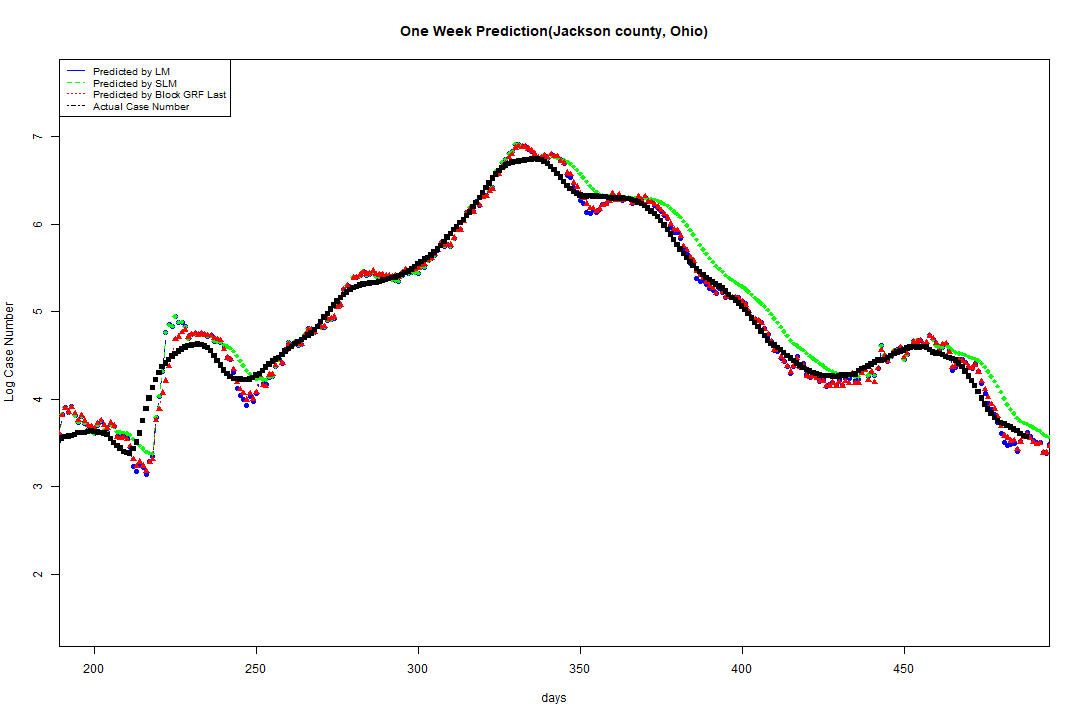 One Week Prediction(Jackson county, Ohio)
Predicted by LM
Predicted by SLM
Predicted by Block GRF Last
Actual Case Number
Log Case Number
7
6
5
4
3
2
200 250 300 350 400 450
days